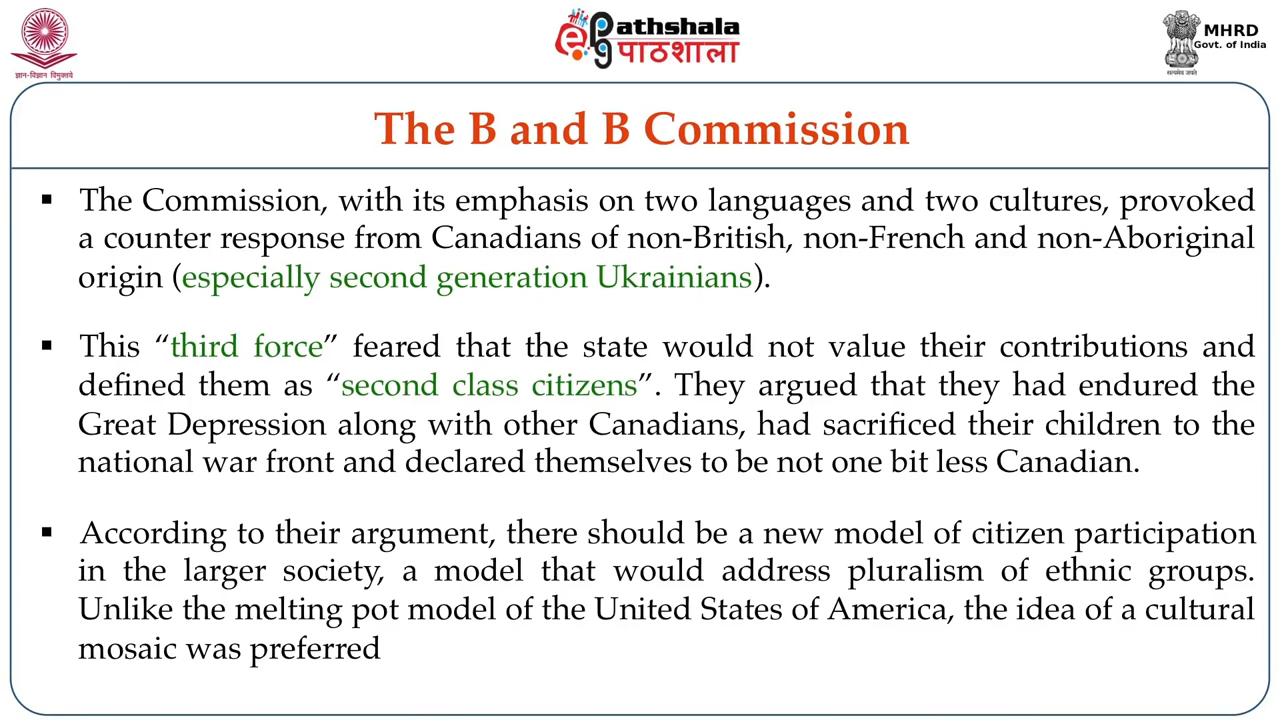 ज्ञान-विज्ञान विमुक्तये
ePathshala
पाठशाला
MHRD
Govt. of India
सत्यमेव जयते
The B and B Commission
▪ The Commission, with its emphasis on two languages and two cultures, provoked
a counter response from Canadians of non-British, non-French and non-Aboriginal
origin (especially second generation Ukrainians).
▪ This “third force” feared that the state would not value their contributions and
defined them as “second class citizens”. They argued that they had endured the
Great Depression along with other Canadians, had sacrificed their children to the
national war front and declared themselves to be not one bit less Canadian.
▪ According to their argument, there should be a new model of citizen participation
in the larger society, a model that would address pluralism of ethnic groups.
Unlike the melting pot model of the United States of America, the idea of a cultural
mosaic was preferred